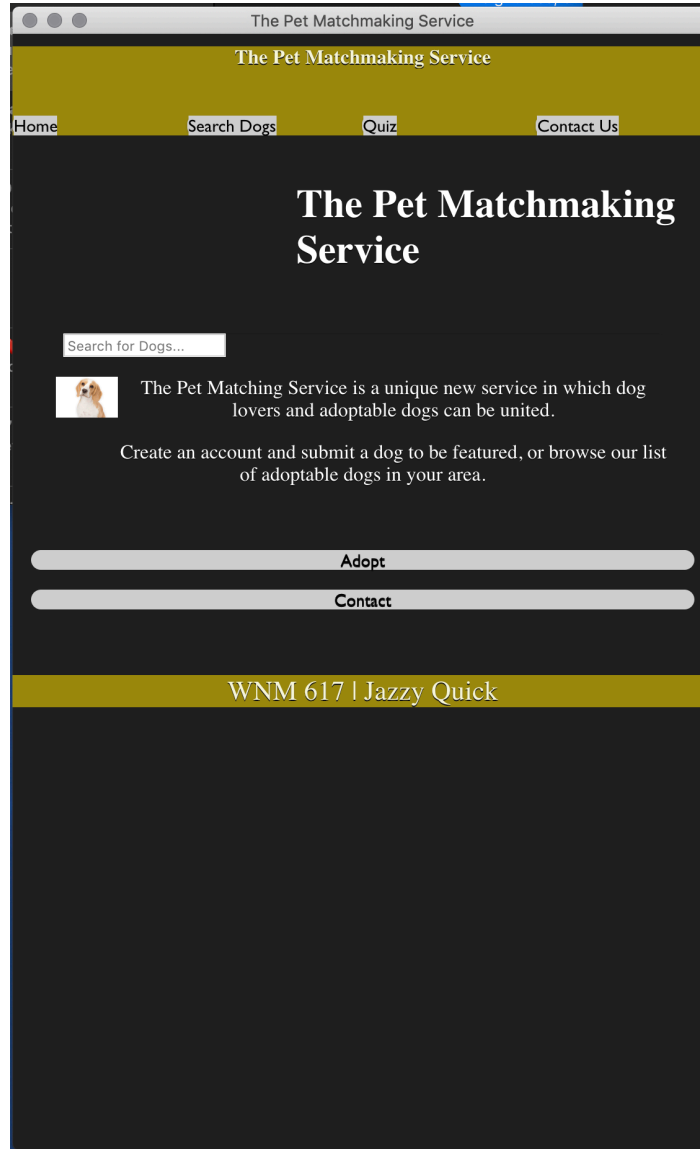 The Pet Matchmaking Service
The Pet Matchmaking Service
Home Search Dogs Quiz Contact Us
The Pet Matchmaking
Service
Search for Dogs...
The Pet Matching Service is a unique new service in which dog
lovers and adoptable dogs can be united.
Create an account and submit a dog to be featured, or browse our list
of adoptable dogs in your area.
Adopt
Contact
WNM 617 | Jazzy Quick